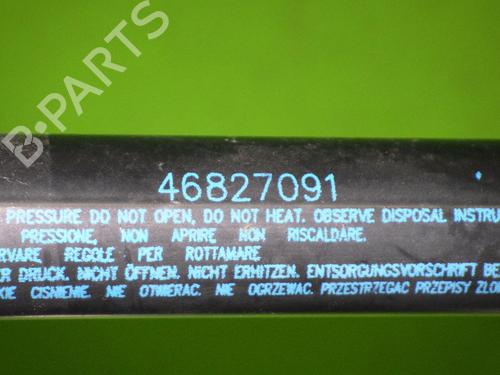 B-PARTS
46827091
PRESSURE DO NOT OPEN, DO NOT HEAT. OBSERVE DISPOSAL INSTRU
PRESSIONE, NON APRIRE NON RISCALDARE.
RVARE REGOLE PER ROTTAMARE
ER DRUCK. NICHT ÖFFNEN. NICHT ERHITZEN. ENTSORGUNGSVORSCHRIFT BE
KIE CISNIENIE. NIE OTWIERAC. NIE OGRZEWAC. PRZESTRZEGAC PRZEPISY ZLO